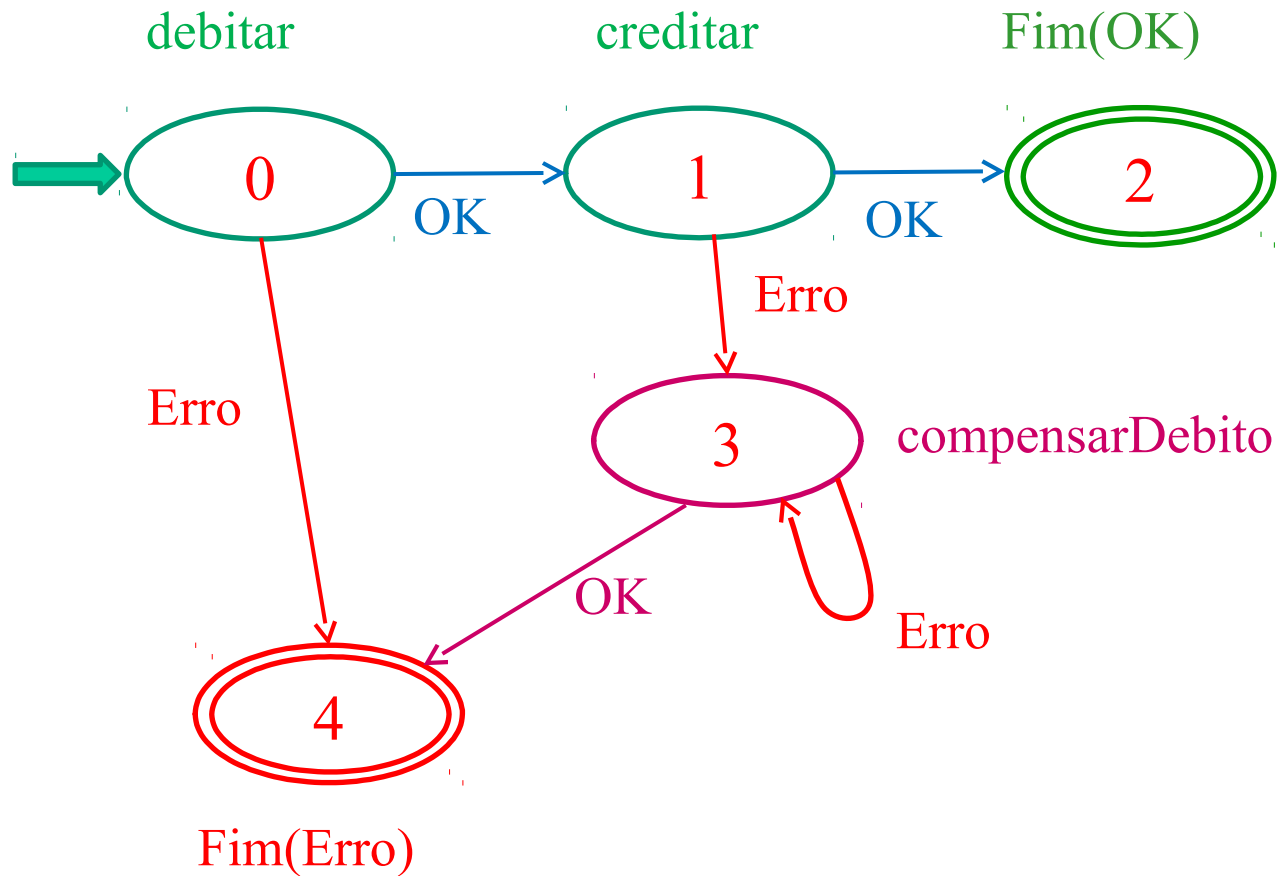 debitar
creditar
Fim(OK)
0
1
2
OK
OK
Erro
Erro
3
compensarDebito
OK
Erro
4
Fim(Erro)